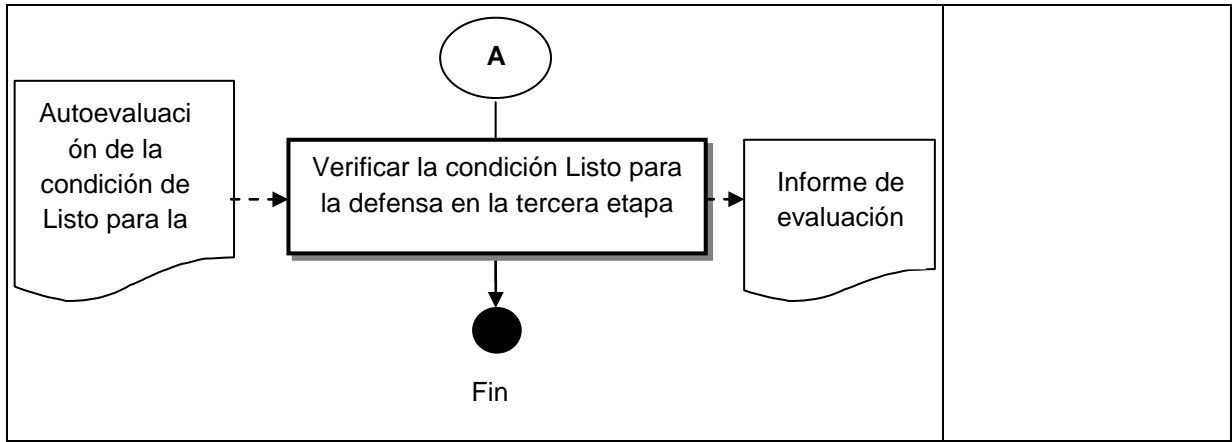 A
Autoevaluaci
ón de la
condición de
Listo para la
Verificar la condición Listo para
la defensa en la tercera etapa
Informe de
evaluación
Fin